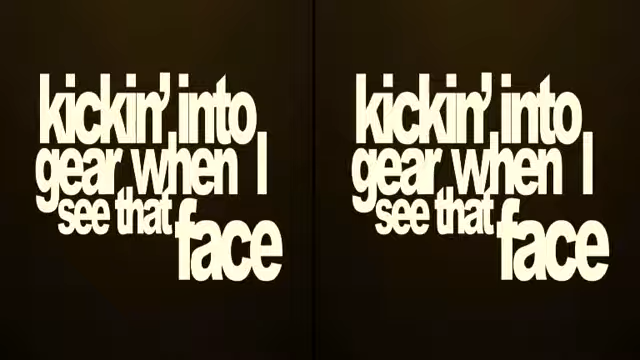 kickin' into
gear when I
see that
face
kickin' into
gear when I
see that
face